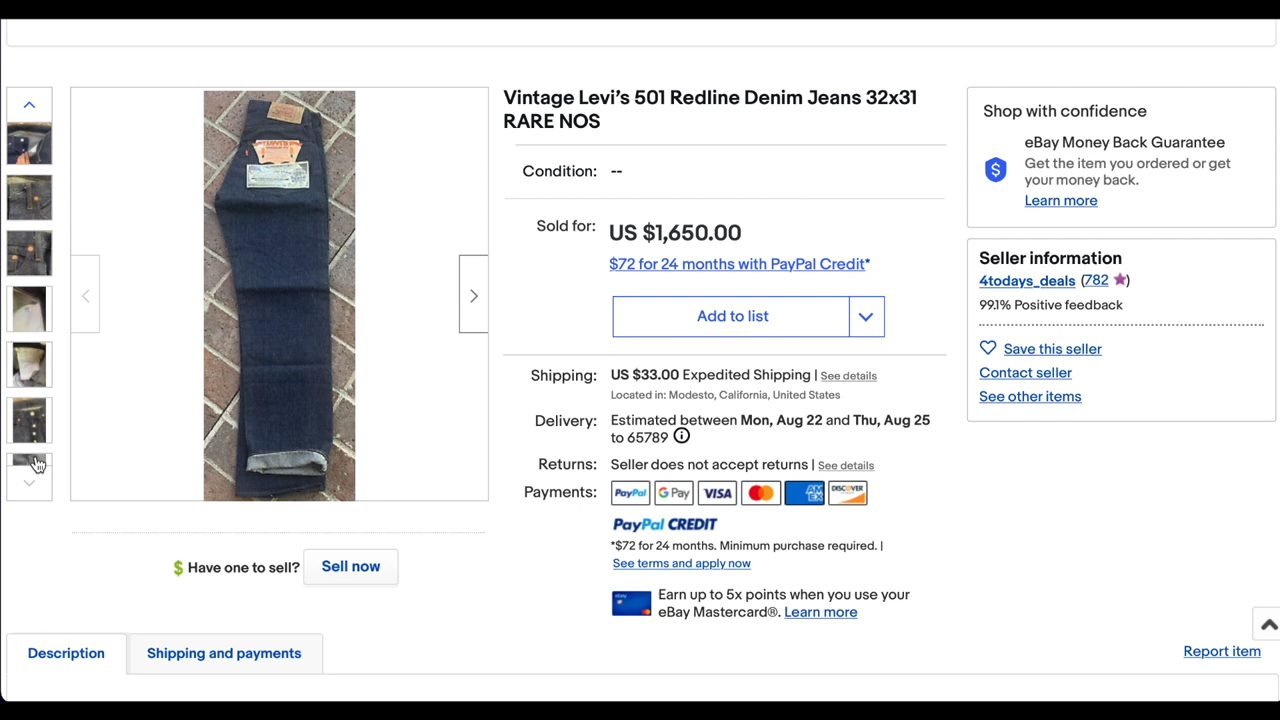 Vintage Levi's 501 Redline Denim Jeans 32x31
RARE NOS
Condition: --
Sold for: US $1,650.00
$72 for 24 months with PayPal Credit*
Add to list
Shipping: US $33.00 Expedited Shipping | See details
Located in: Modesto, California, United States
Delivery: Estimated between Mon, Aug 22 and Thu, Aug 25
to 65789
Returns: Seller does not accept returns | See details
Payments: PayPal G Pay VISA AMEX DISCOVER
PayPal CREDIT
*$72 for 24 months. Minimum purchase required. |
See terms and apply now
Earn up to 5x points when you use your
eBay Mastercard®. Learn more
Shop with confidence
eBay Money Back Guarantee
Get the item you ordered or get
your money back.
Learn more
Seller information
4todays_deals (782)
99.1% Positive feedback
Save this seller
Contact seller
See other items
Have one to sell? Sell now
Description
Shipping and payments
Report item